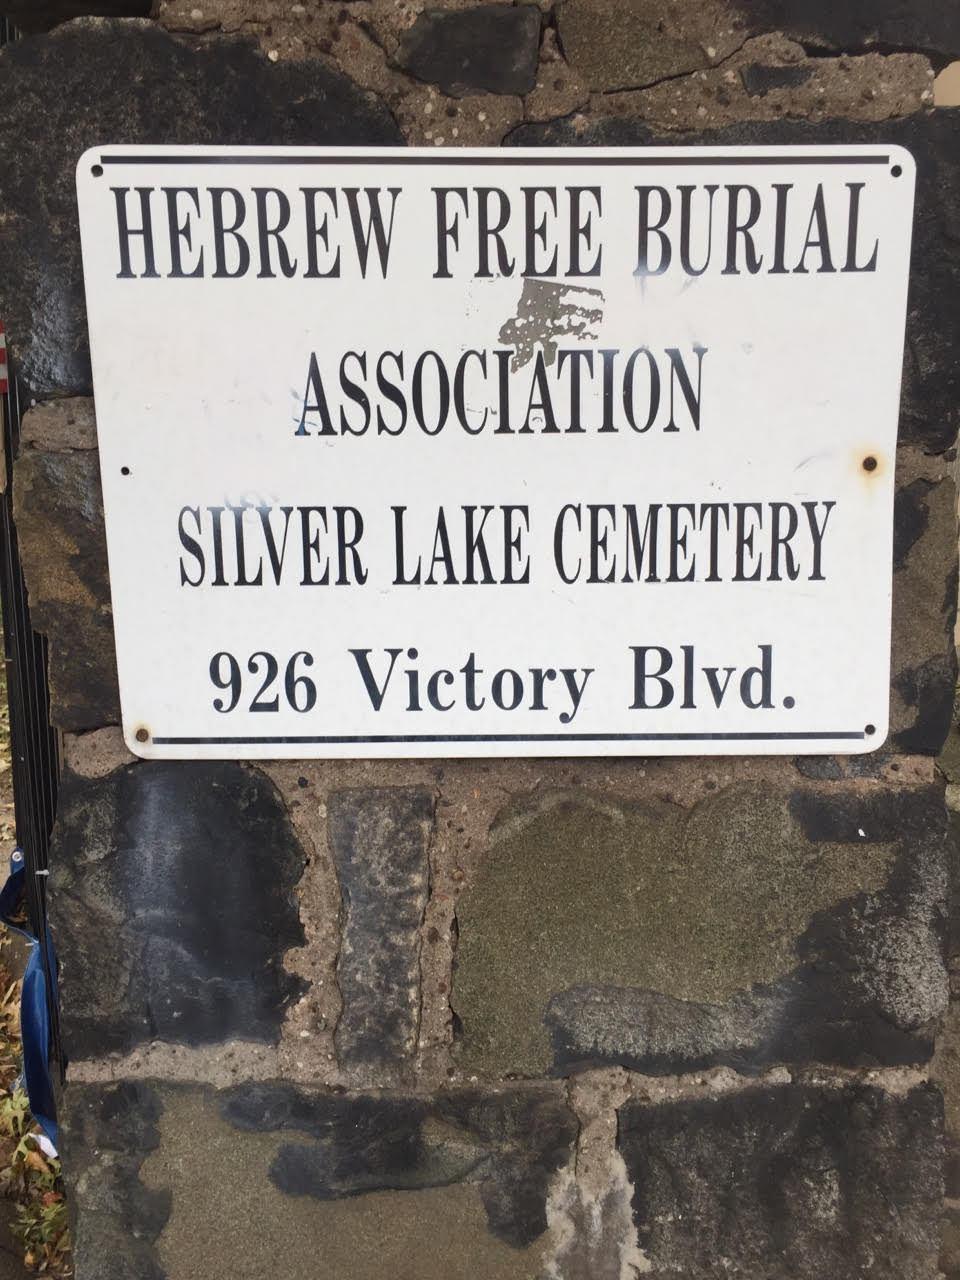 HEBREW FREE BURIAL
ASSOCIATION
SILVER LAKE CEMETERY
926 Victory Blvd.